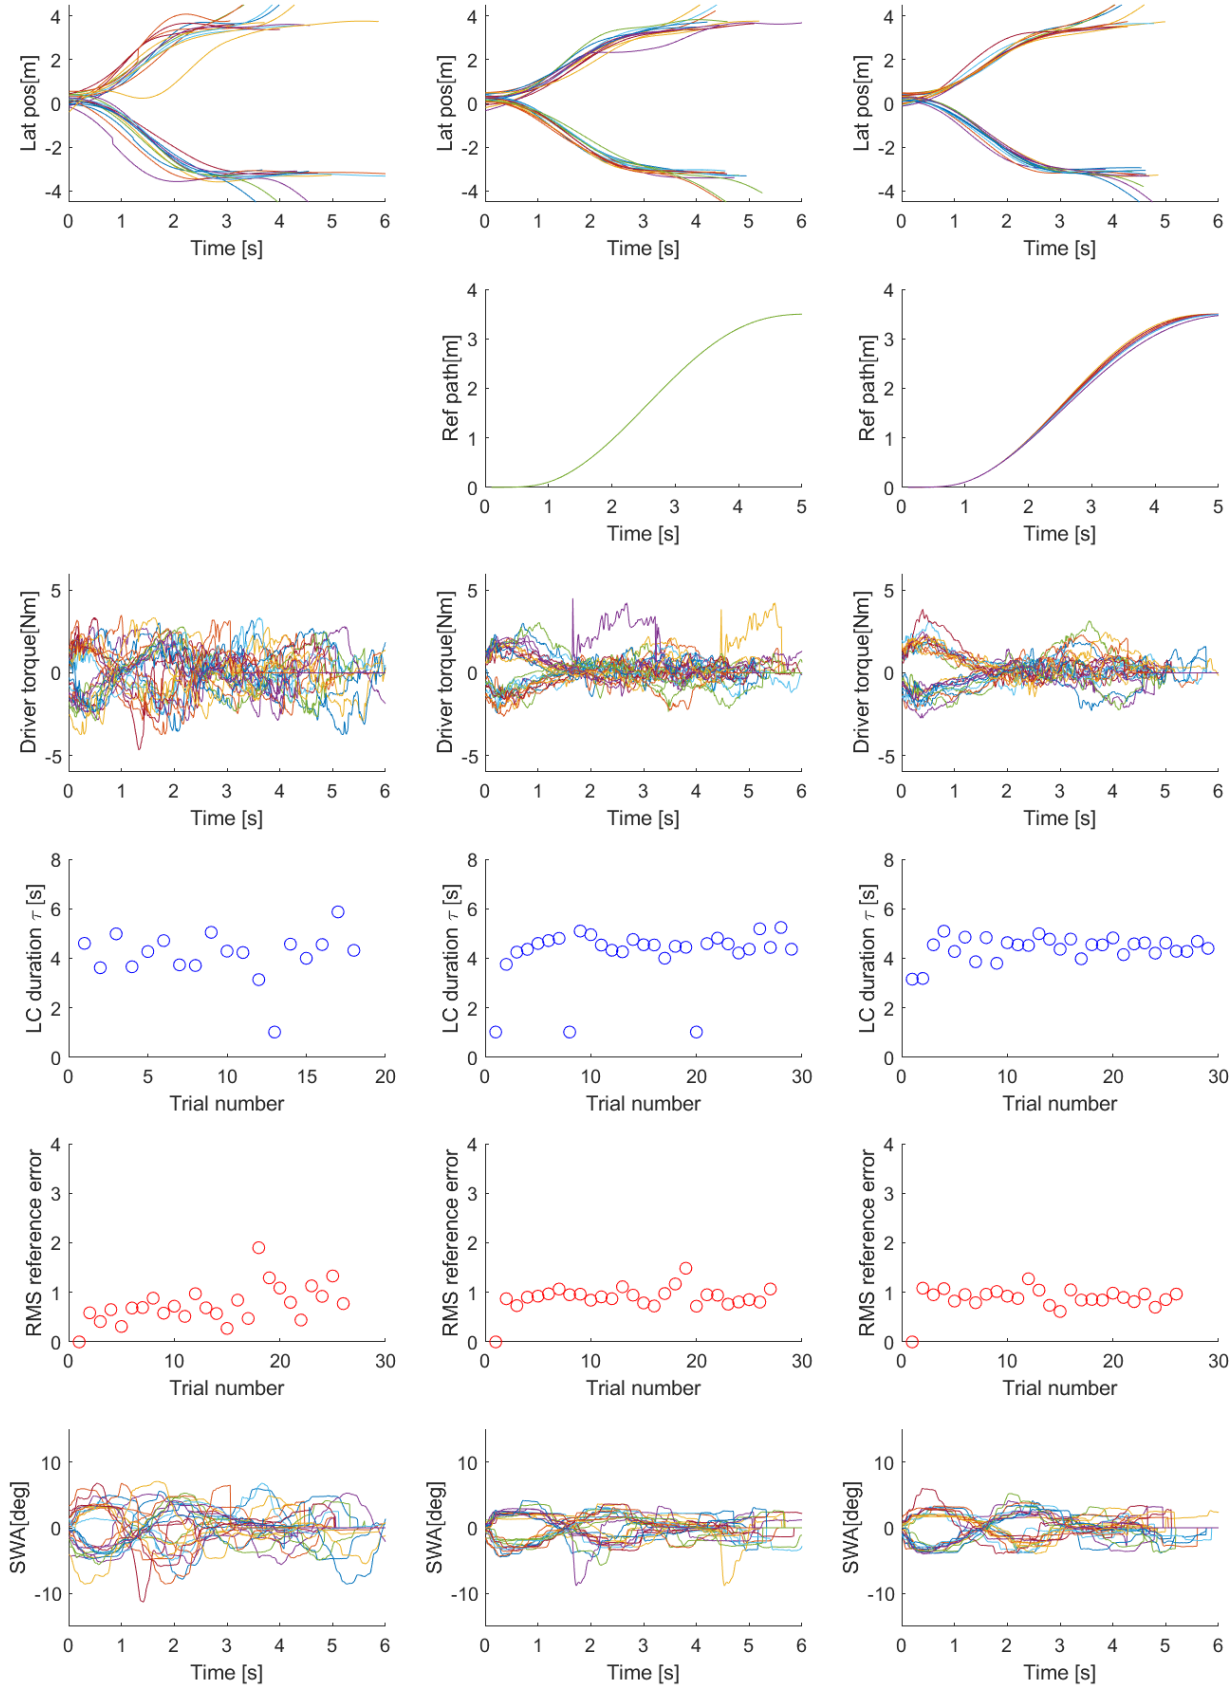 4
2
0
-2
-4
Lat pos[m]
0 1 2 3 4 5 6
Time [s]
4
2
0
-2
-4
Lat pos[m]
0 1 2 3 4 5 6
Time [s]
4
2
0
-2
-4
Lat pos[m]
0 1 2 3 4 5 6
Time [s]
4
3
2
1
0
Ref path[m]
0 1 2 3 4 5
Time [s]
4
3
2
1
0
Ref path[m]
0 1 2 3 4 5
Time [s]
5
0
-5
Driver torque[Nm]
0 1 2 3 4 5 6
Time [s]
5
0
-5
Driver torque[Nm]
0 1 2 3 4 5 6
Time [s]
5
0
-5
Driver torque[Nm]
0 1 2 3 4 5 6
Time [s]
8
6
4
2
0
LC duration τ [s]
0 5 10 15 20
Trial number
8
6
4
2
0
LC duration τ [s]
0 10 20 30
Trial number
8
6
4
2
0
LC duration τ [s]
0 10 20 30
Trial number
4
3
2
1
0
RMS reference error
0 10 20 30
Trial number
4
3
2
1
0
RMS reference error
0 10 20 30
Trial number
4
3
2
1
0
RMS reference error
0 10 20 30
Trial number
10
0
-10
SWA[deg]
0 1 2 3 4 5 6
Time [s]
10
0
-10
SWA[deg]
0 1 2 3 4 5 6
Time [s]
10
0
-10
SWA[deg]
0 1 2 3 4 5 6
Time [s]